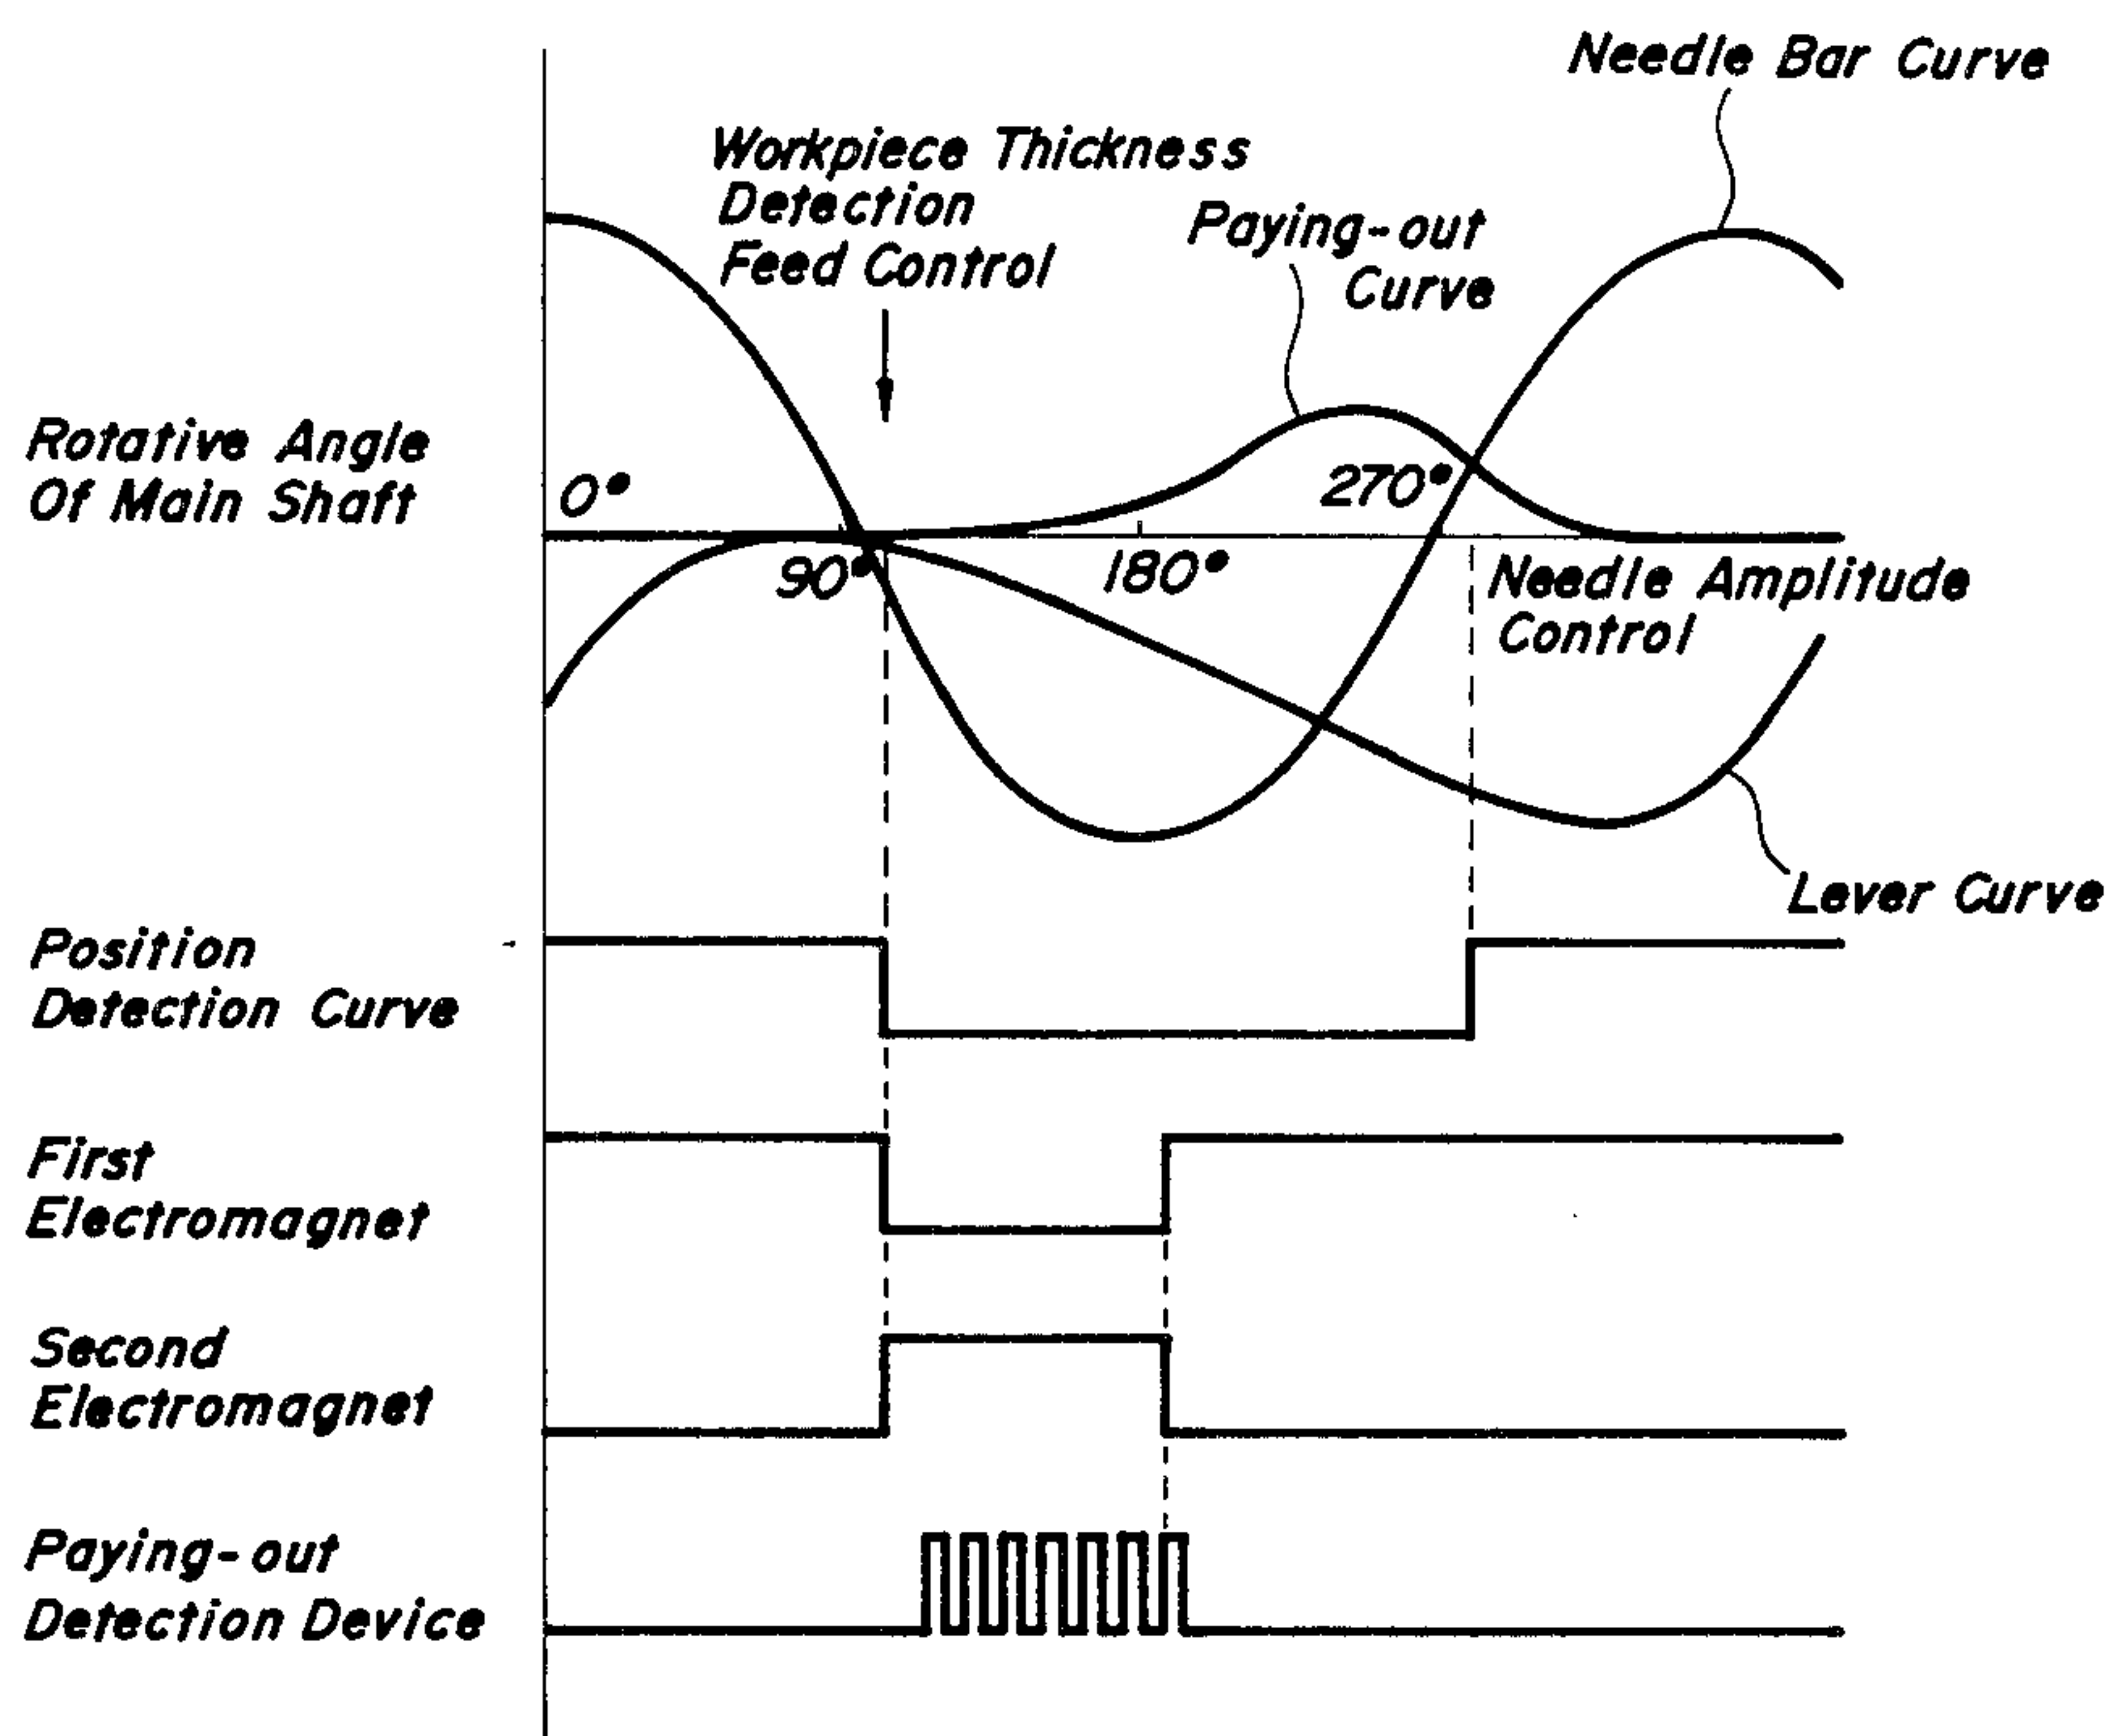 Needle Bar Curve
Workpiece Thickness
Detection
Feed Control
Paying-out
Curve
Rotative Angle
Of Main Shaft
0°
90°
180°
270°
Needle Amplitude
Control
Lever Curve
Position
Detection Curve
First
Electromagnet
Second
Electromagnet
Paying-out
Detection Device